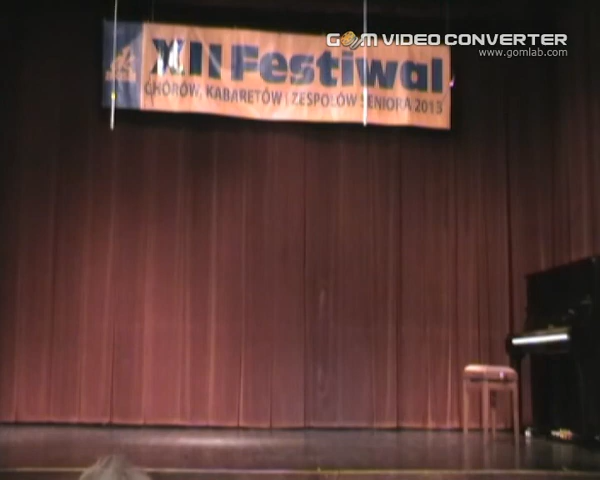 GOM VIDEO CONVERTER
www.gomlab.com
XII Festiwal
CHÓRÓW, KABARETÓW I ZESPOŁÓW SENIORA 2013